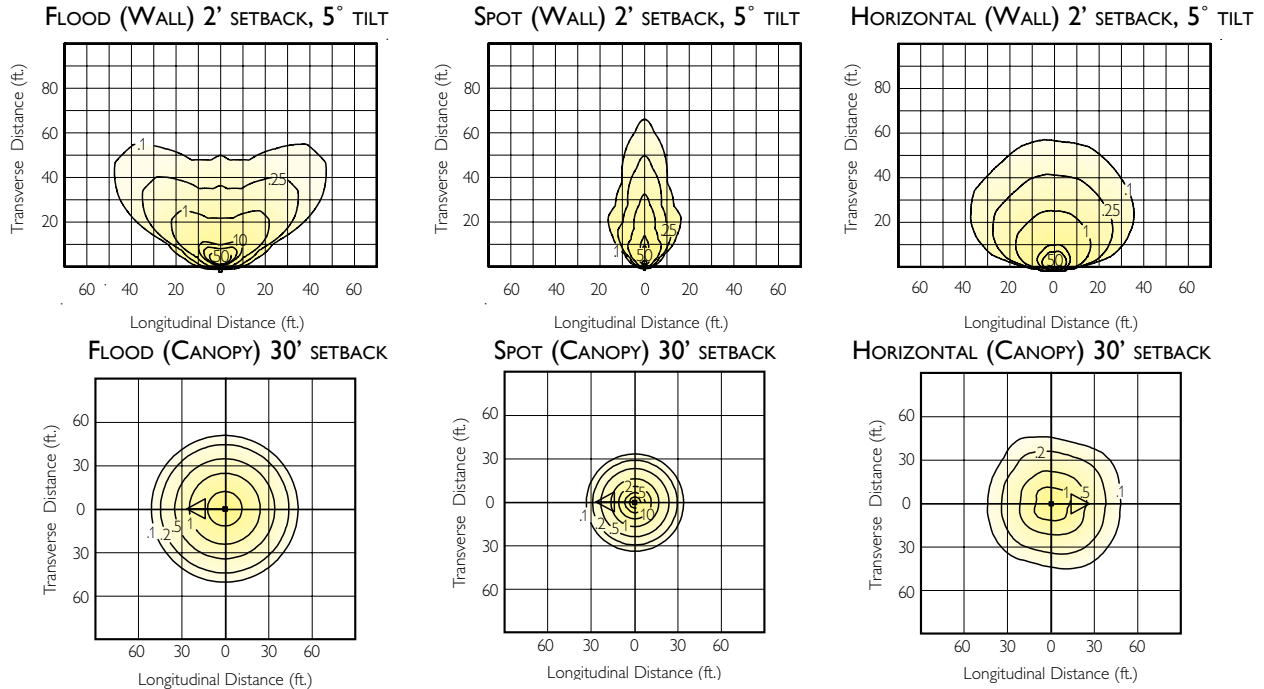 FLOOD (WALL) 2' SETBACK, 5° TILT
Transverse Distance (ft.)
80
60
40
20
.1
.25
1
10
50
60 40 20 0 20 40 60
Longitudinal Distance (ft.)
SPOT (WALL) 2' SETBACK, 5° TILT
Transverse Distance (ft.)
80
60
40
20
.1
.25
50
60 40 20 0 20 40 60
Longitudinal Distance (ft.)
HORIZONTAL (WALL) 2' SETBACK, 5° TILT
Transverse Distance (ft.)
80
60
40
20
.1
.25
1
50
60 40 20 0 20 40 60
Longitudinal Distance (ft.)
FLOOD (CANOPY) 30' SETBACK
Transverse Distance (ft.)
60
30
0
30
60
.1 .2 .5 1
60 30 0 30 60
Longitudinal Distance (ft.)
SPOT (CANOPY) 30' SETBACK
Transverse Distance (ft.)
60
30
0
30
60
2 5
10
.1 .2 .5 1
60 30 0 30 60
Longitudinal Distance (ft.)
HORIZONTAL (CANOPY) 30' SETBACK
Transverse Distance (ft.)
60
30
0
30
60
.2
1 .5 .1
60 30 0 30 60
Longitudinal Distance (ft.)